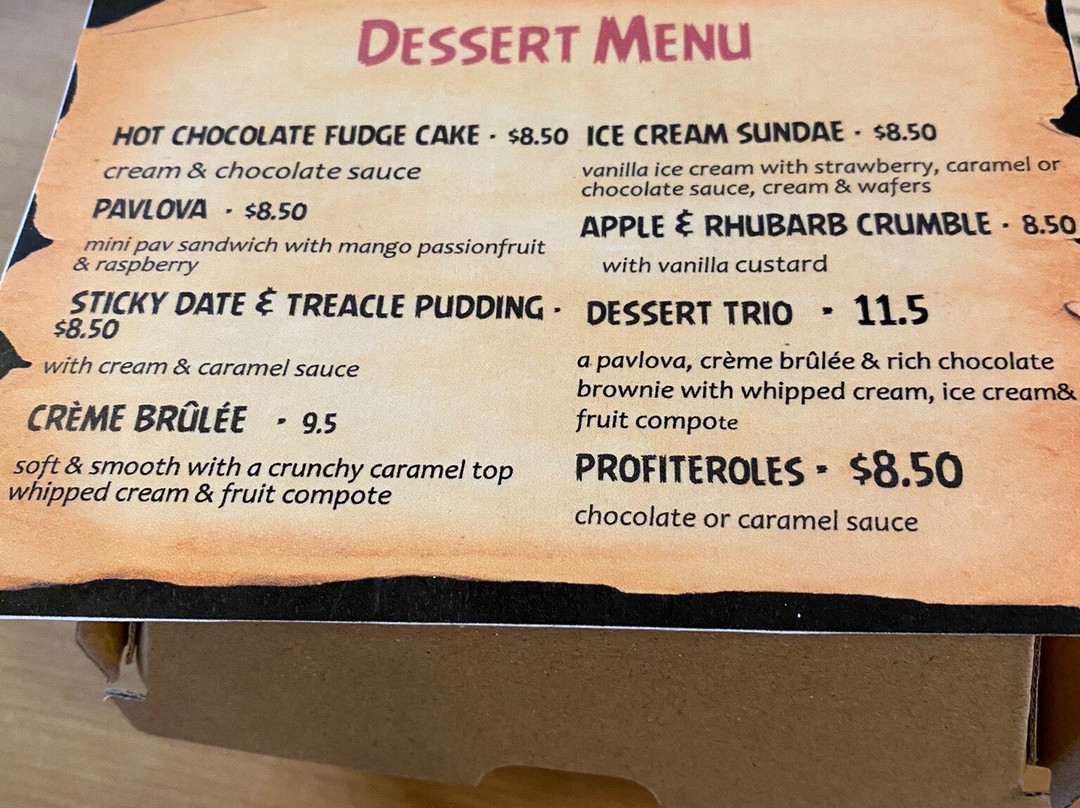 DESSERT MENU
HOT CHOCOLATE FUDGE CAKE · $8.50
cream & chocolate sauce
PAVLOVA · $8.50
mini pav sandwich with mango passionfruit
& raspberry
STICKY DATE & TREACLE PUDDING ·
$8.50
with cream & caramel sauce
CRÈME BRÛLÉE · 9.5
soft & smooth with a crunchy caramel top
whipped cream & fruit compote
ICE CREAM SUNDAE · $8.50
vanilla ice cream with strawberry, caramel or
chocolate sauce, cream & wafers
APPLE & RHUBARB CRUMBLE · 8.50
with vanilla custard
DESSERT TRIO · 11.5
a pavlova, crème brûlée & rich chocolate
brownie with whipped cream, ice cream&
fruit compote
PROFITEROLES · $8.50
chocolate or caramel sauce